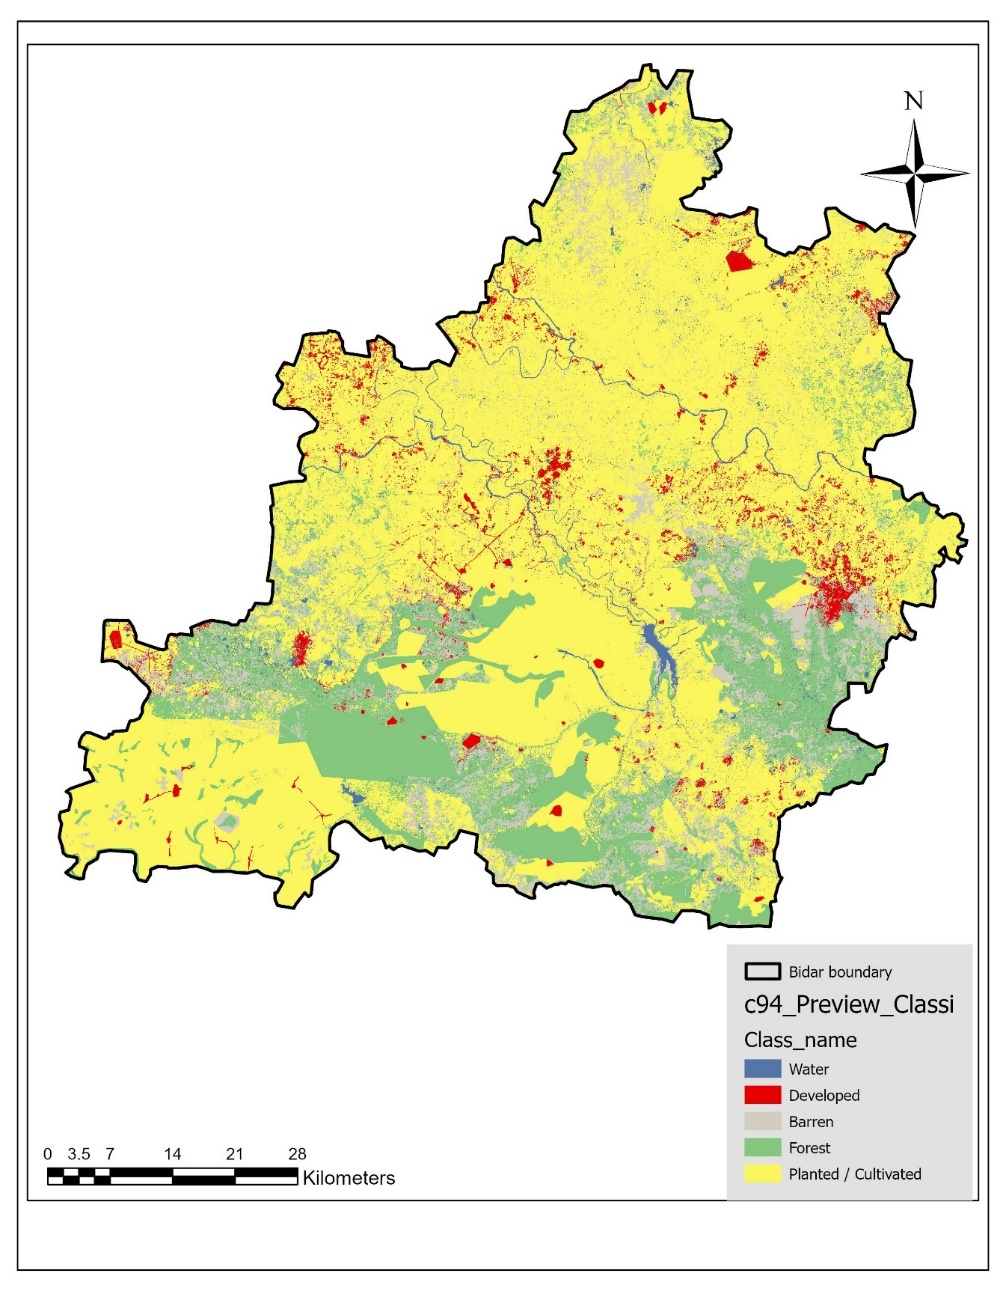 N
Bidar boundary
c94_Preview_Classi
Class_name
Water
Developed
Barren
Forest
Planted / Cultivated
0 3.5 7 14 21 28
Kilometers